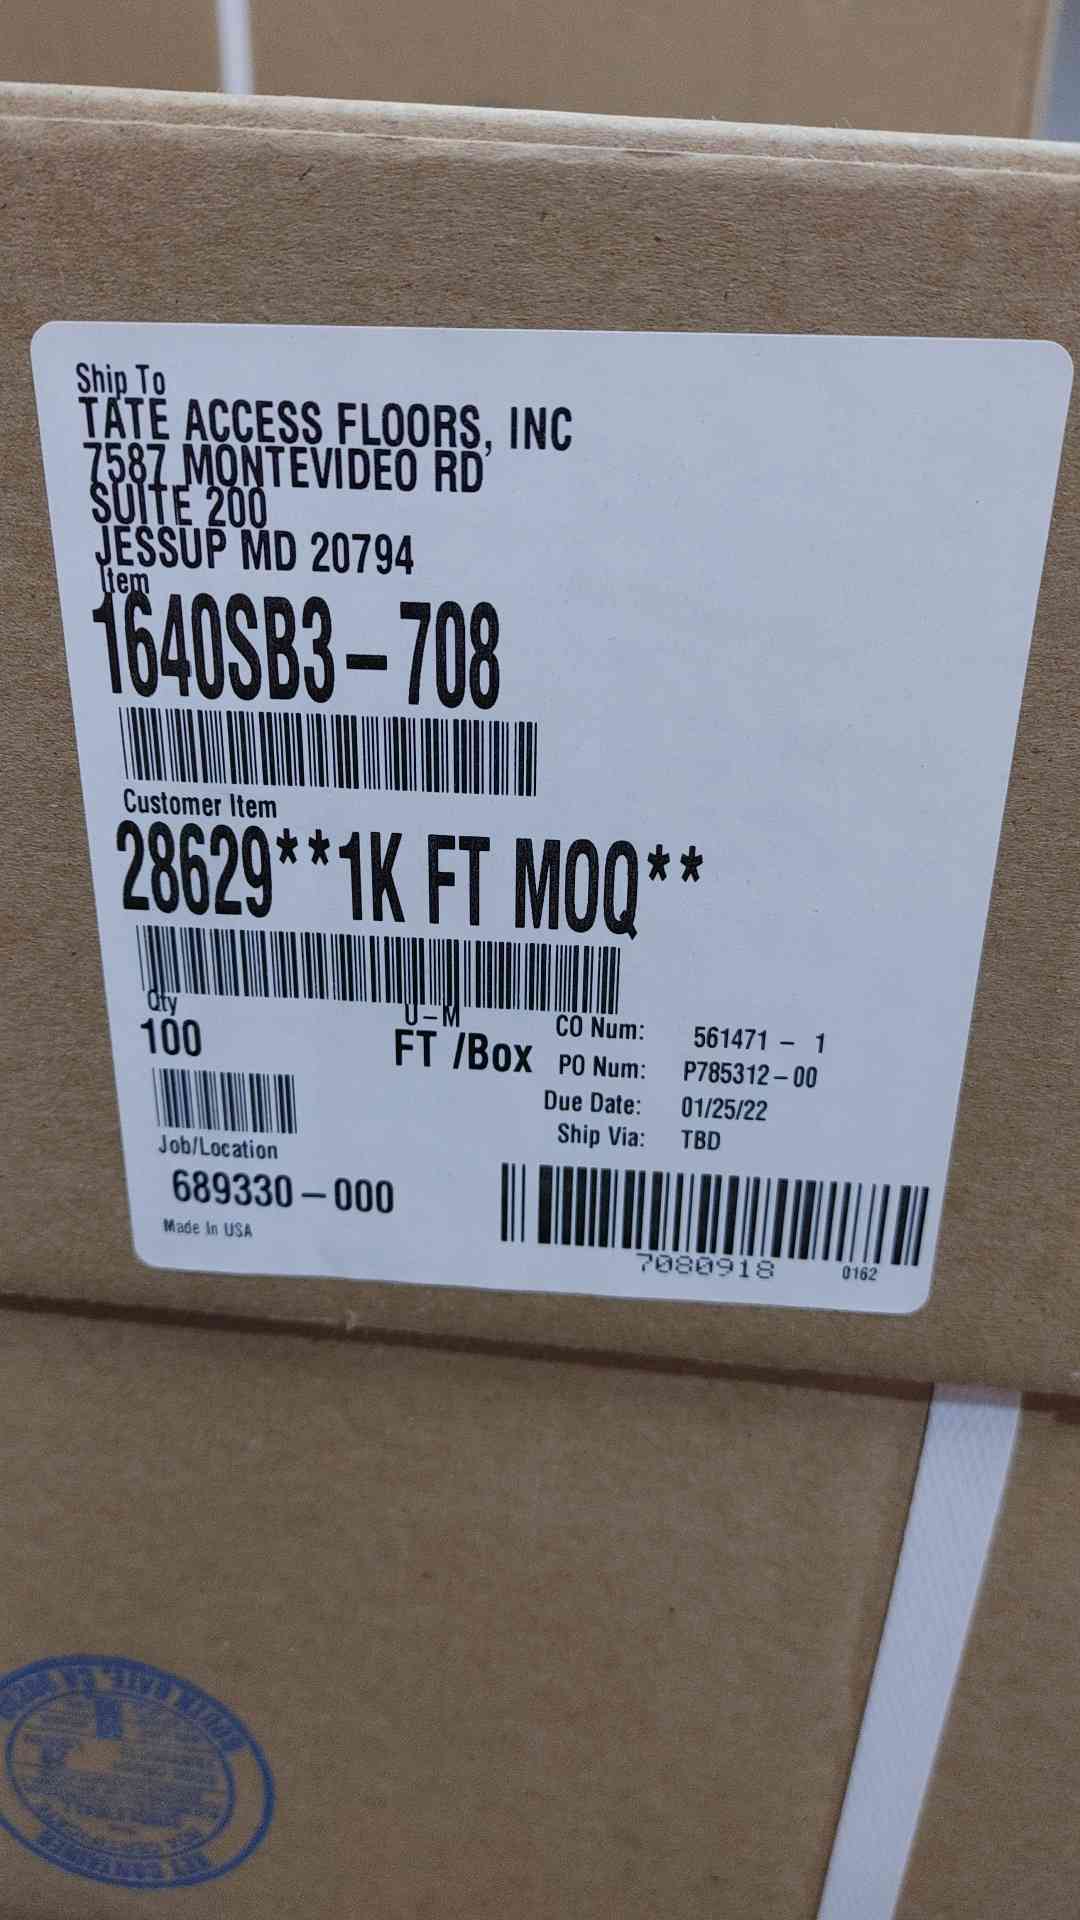 Ship To
TATE ACCESS FLOORS, INC
7587 MONTEVIDEO RD
SUITE 200
JESSUP MD 20794
Item
1640SB3-708
Customer Item
28629**1K FT MOQ**
Qty
100
U-M
FT /Box
CO Num: 561471 - 1
PO Num: P785312-00
Due Date: 01/25/22
Ship Via: TBD
Job/Location
689330-000
Made In USA
7080918
0162